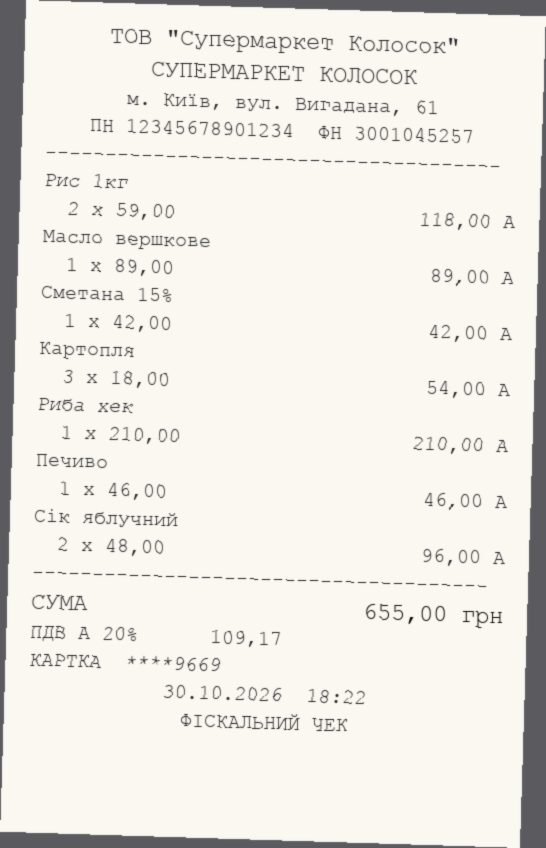 ТОВ "Супермаркет Колосок"
СУПЕРМАРКЕТ КОЛОСОК
м. Київ, вул. Вигадана, 61
ПН 12345678901234 ФН 3001045257
Рис 1кг
2 x 59,00 118,00 А
Масло вершкове
1 x 89,00 89,00 А
Сметана 15%
1 x 42,00 42,00 А
Картопля
3 x 18,00 54,00 А
Риба хек
1 x 210,00 210,00 А
Печиво
1 x 46,00 46,00 А
Сік яблучний
2 x 48,00 96,00 А
СУМА 655,00 грн
ПДВ А 20% 109,17
КАРТКА ****9669
30.10.2026 18:22
ФІСКАЛЬНИЙ ЧЕК